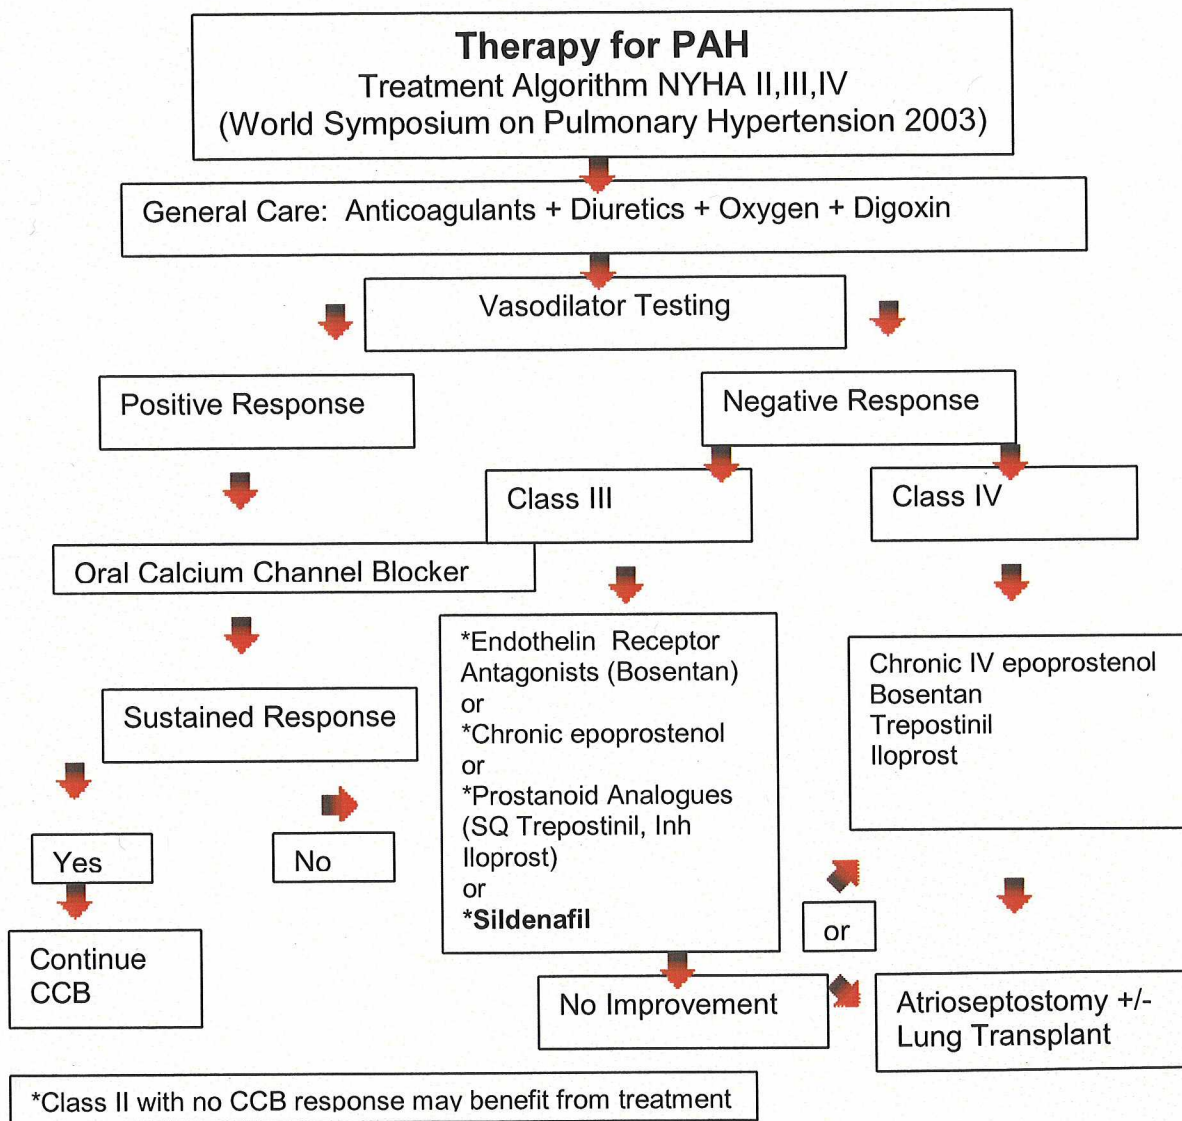 Therapy for PAH
Treatment Algorithm NYHA II,III,IV
(World Symposium on Pulmonary Hypertension 2003)
General Care: Anticoagulants + Diuretics + Oxygen + Digoxin
Vasodilator Testing
Positive Response
Negative Response
Class III
Class IV
Oral Calcium Channel Blocker
*Endothelin Receptor
Antagonists (Bosentan)
or
*Chronic epoprostenol
or
*Prostanoid Analogues
(SQ Trepostinil, Inh
Iloprost)
or
*Sildenafil
Chronic IV epoprostenol
Bosentan
Trepostinil
Iloprost
Sustained Response
Yes
No
or
Continue
CCB
No Improvement
Atrioseptostomy +/-
Lung Transplant
*Class II with no CCB response may benefit from treatment